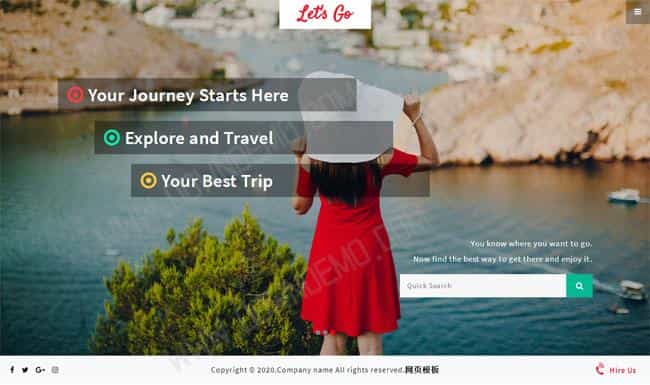 Let's Go
Your Journey Starts Here
Explore and Travel
Your Best Trip
You know where you want to go.
Now find the best way to get there and enjoy it.
Quick Search
Copyright © 2020.Company name All rights reserved.网页模板
Hire Us